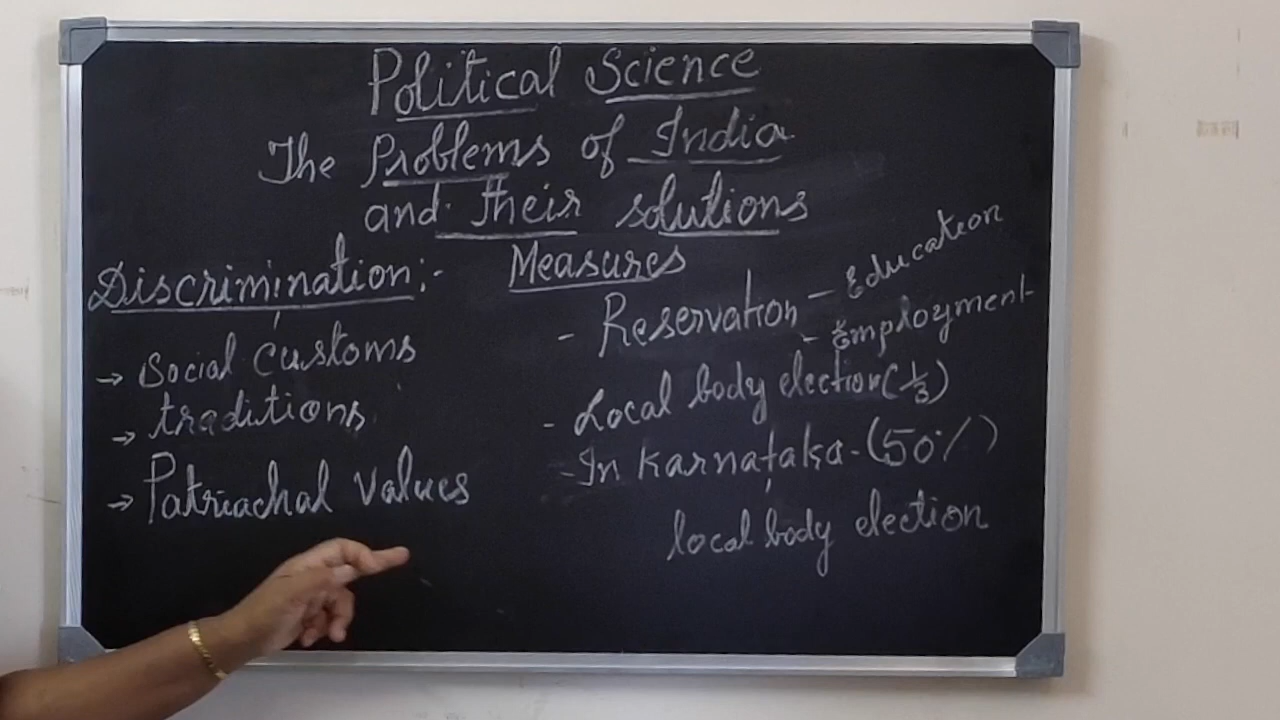 Political Science
The Problems of India
and their solutions
Discrimination:-
→ Social customs
→ traditions
→ Patriachal values
Measures
- Reservation - Education
- Employment
- Local body election (1/3)
- In Karnataka - (50%)
local body election